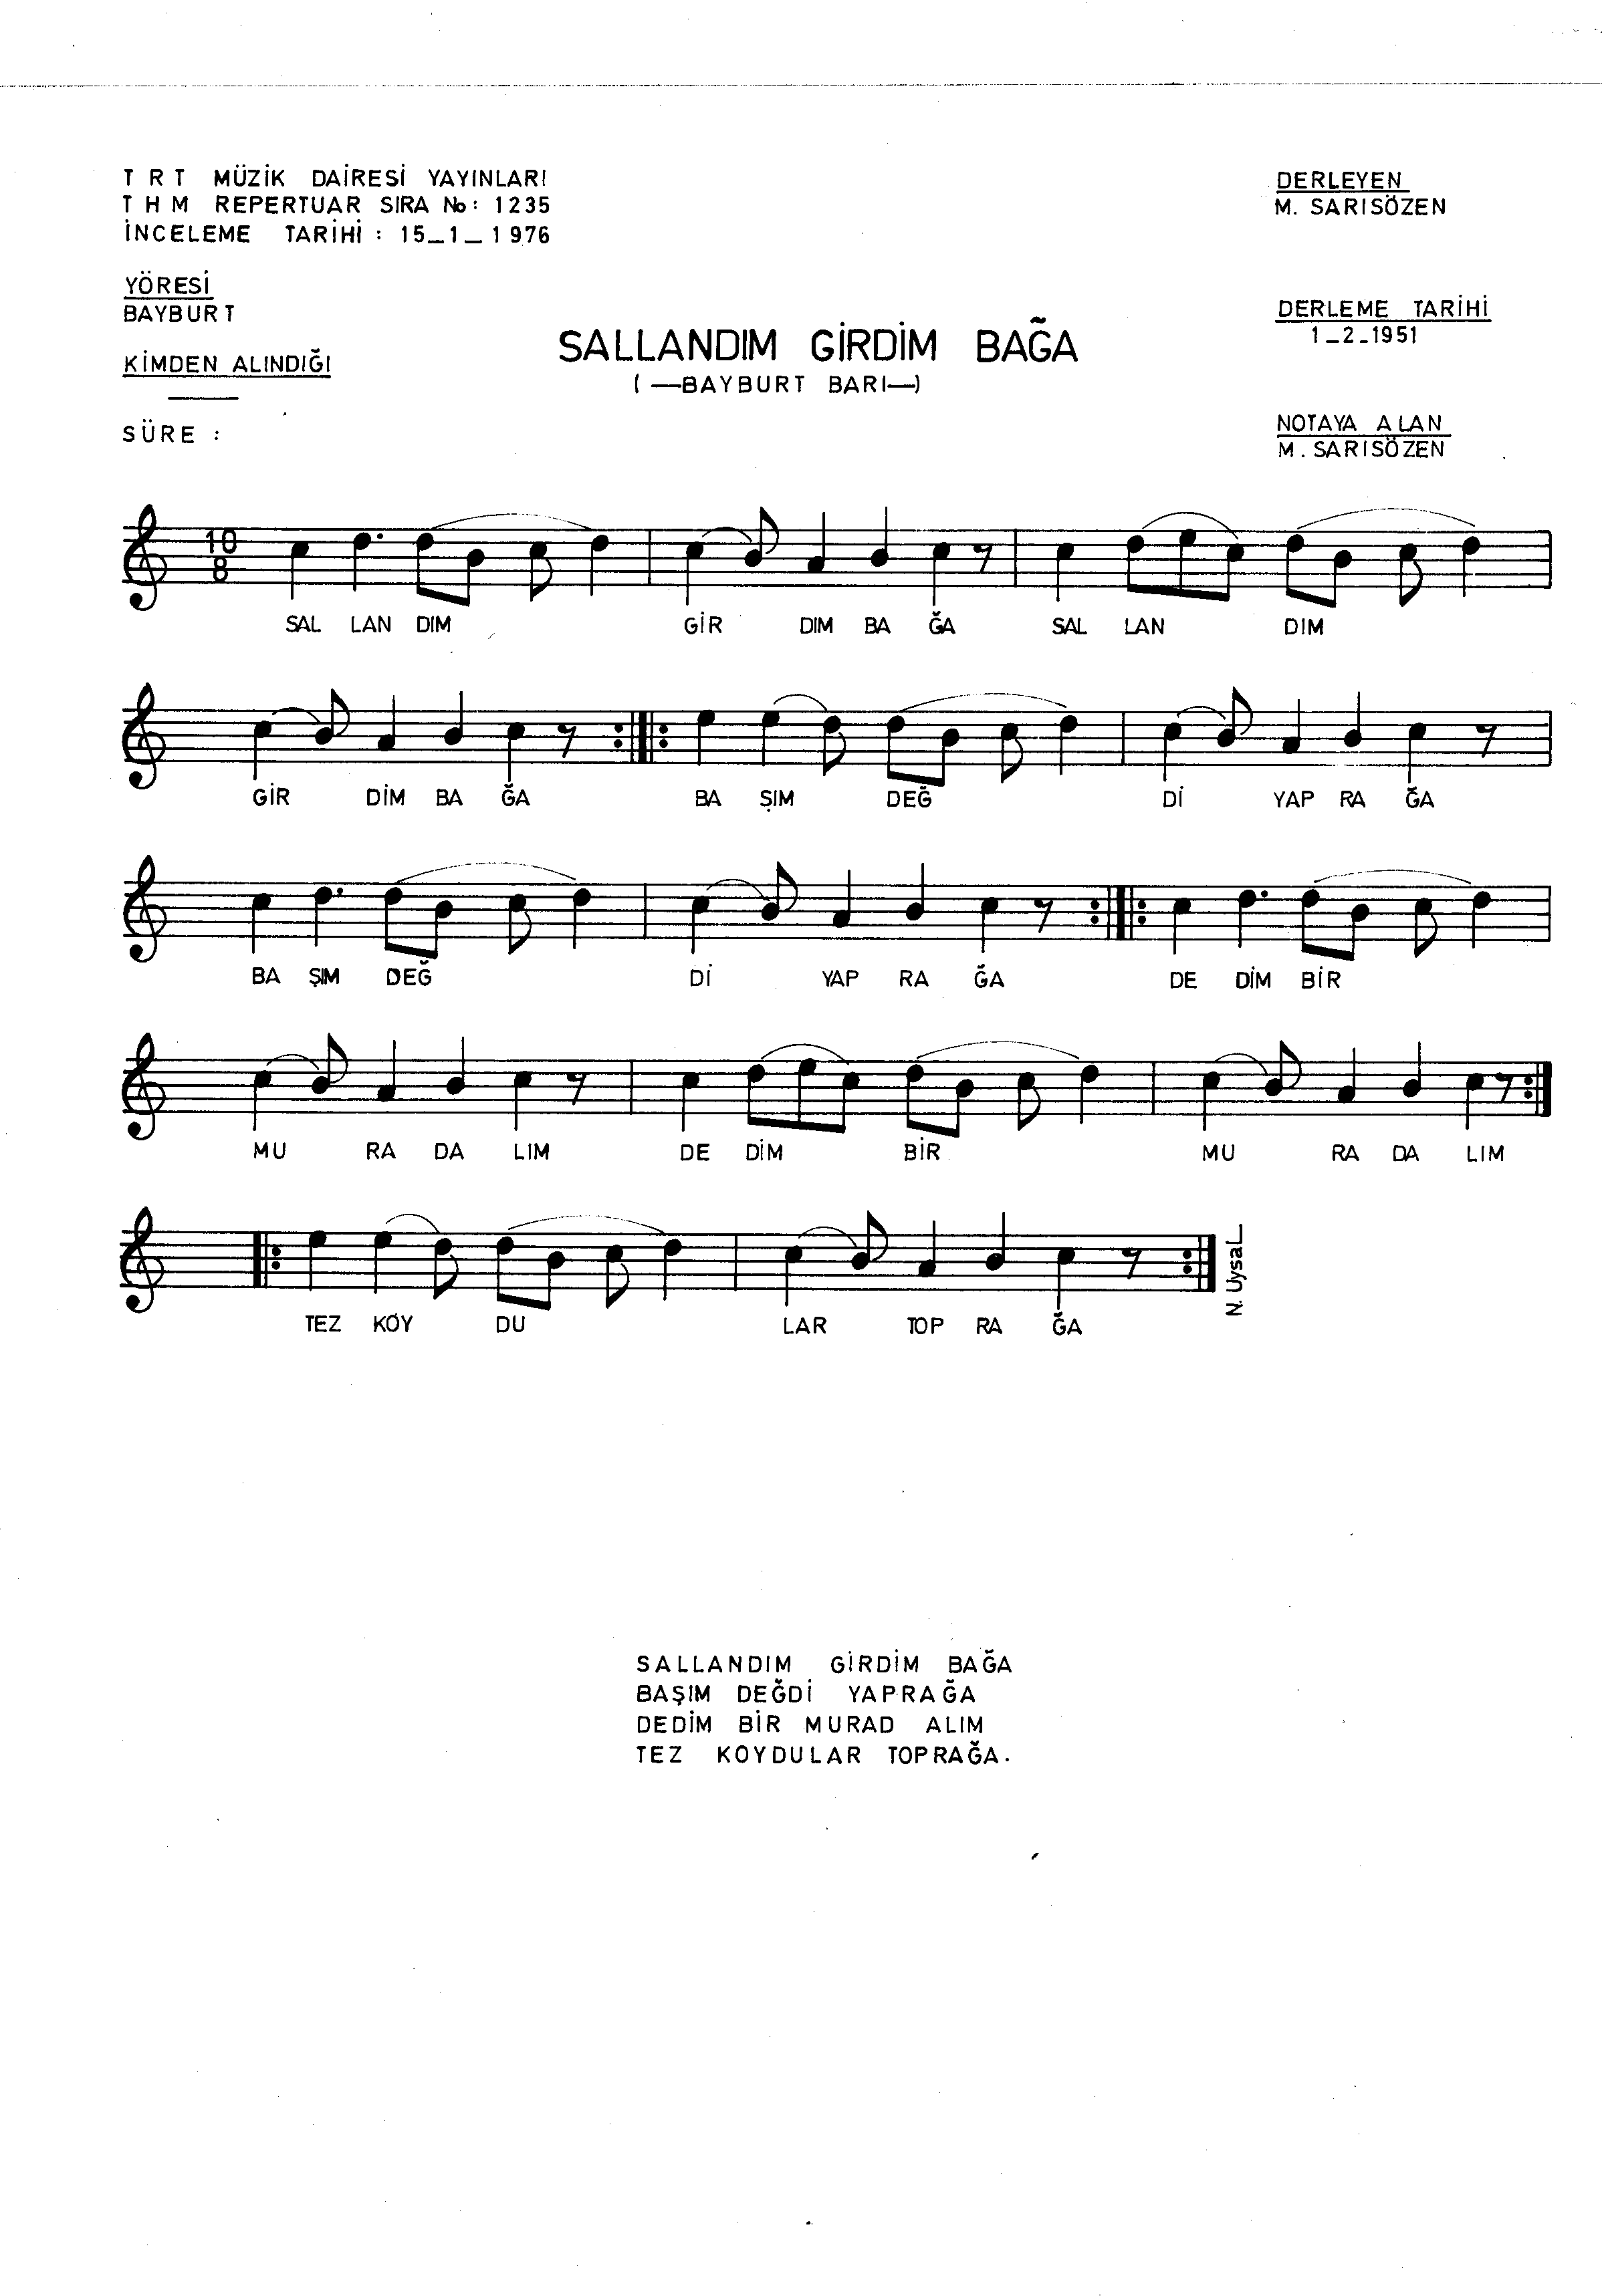 T R T MÜZİK DAİRESİ YAYINLARI
T H M REPERTUAR SIRA No: 1235
İNCELEME TARİHİ : 15_1_1976
DERLEYEN
M. SARISÖZEN
YÖRESİ
BAYBURT
DERLEME TARİHİ
1_2_1951
SALLANDIM GİRDİM BAĞA
(—BAYBURT BARI—)
KİMDEN ALINDIĞI
SÜRE :
NOTAYA ALAN
M. SARISÖZEN
10
8
SAL LAN DIM GİR DIM BA ĞA SAL LAN DIM
GİR DİM BA ĞA BA ŞIM DEĞ Dİ YAP RA ĞA
BA ŞIM DEĞ Dİ YAP RA ĞA DE DİM BİR
MU RA DA LIM DE DİM BİR MU RA DA LIM
TEZ KOY DU LAR TOP RA ĞA
N. Uysal
SALLANDIM GİRDİM BAĞA
BAŞIM DEĞDİ YAPRAĞA
DEDİM BİR MURAD ALIM
TEZ KOYDULAR TOPRAĞA.